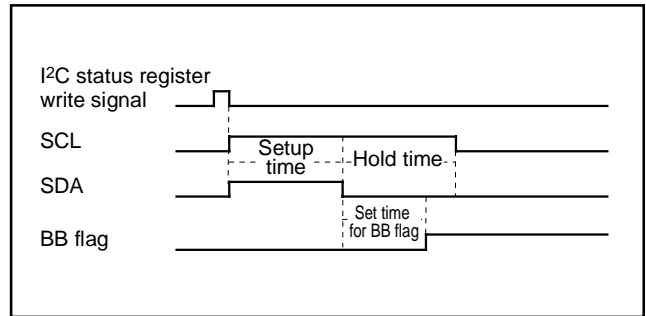 I2C status register
write signal
SCL
Setup
time
Hold time
SDA
Set time
for BB flag
BB flag